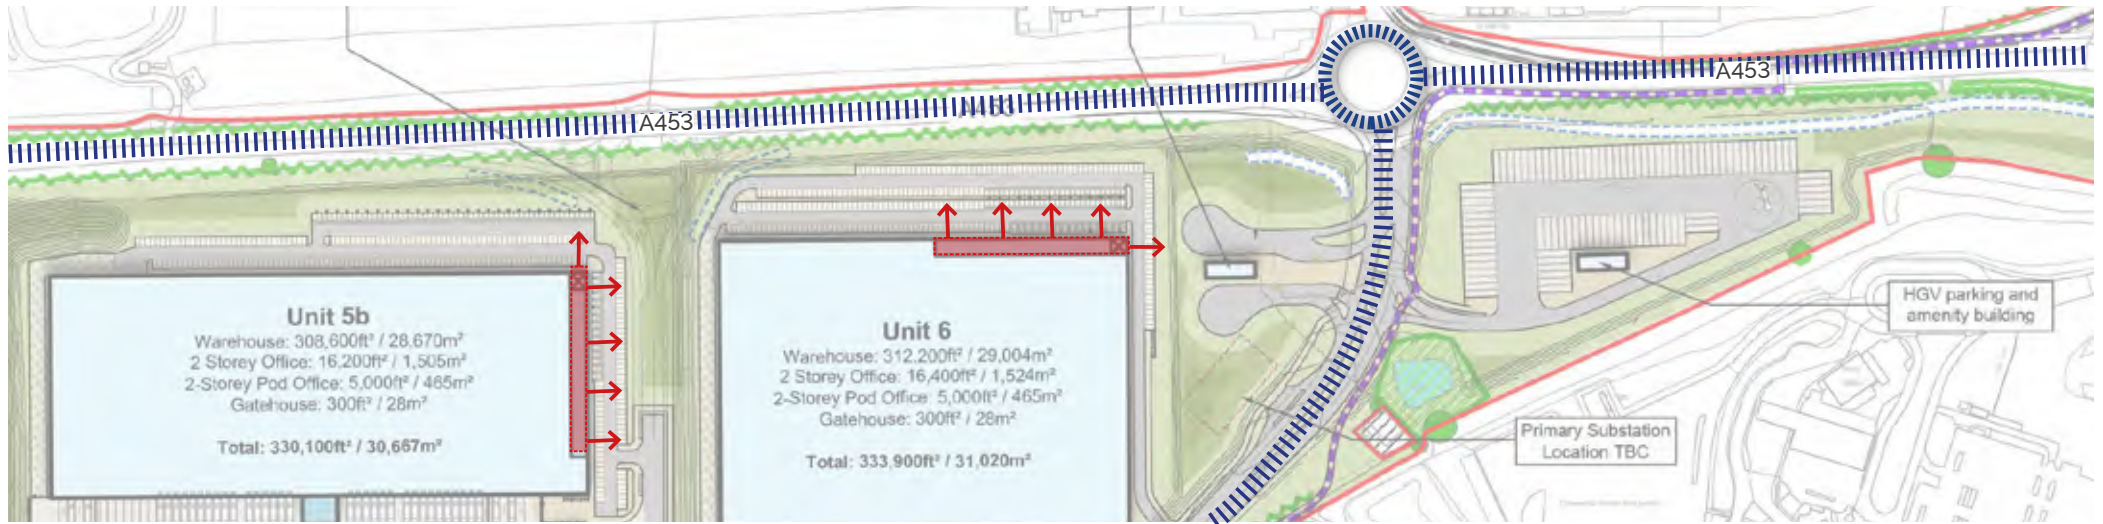 A453
A453
A453
Unit 5b
Warehouse: 308,600ft² / 28,670m²
2 Storey Office: 16,200ft² / 1,505m²
2-Storey Pod Office: 5,000ft² / 465m²
Gatehouse: 300ft² / 28m²
Total: 330,100ft² / 30,667m²
Unit 6
Warehouse: 312,200ft² / 29,004m²
2 Storey Office: 16,400ft² / 1,524m²
2-Storey Pod Office: 5,000ft² / 465m²
Gatehouse: 300ft² / 28m²
Total: 333,900ft² / 31,020m²
HGV parking and
amenity building
Primary Substation
Location TBC